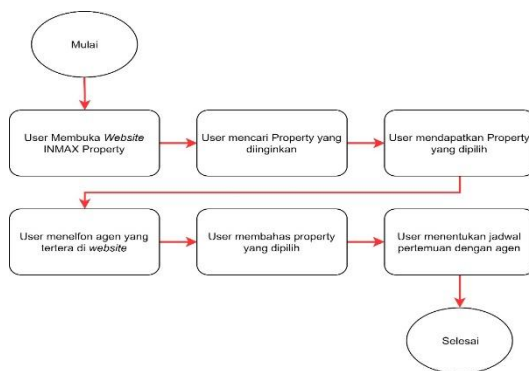 Mulai
User Membuka Website
INMAX Property
User mencari Property yang
diinginkan
User mendapatkan Property
yang dipilih
User menelfon agen yang
tertera di website
User membahas property
yang dipilih
User menentukan jadwal
pertemuan dengan agen
Selesai